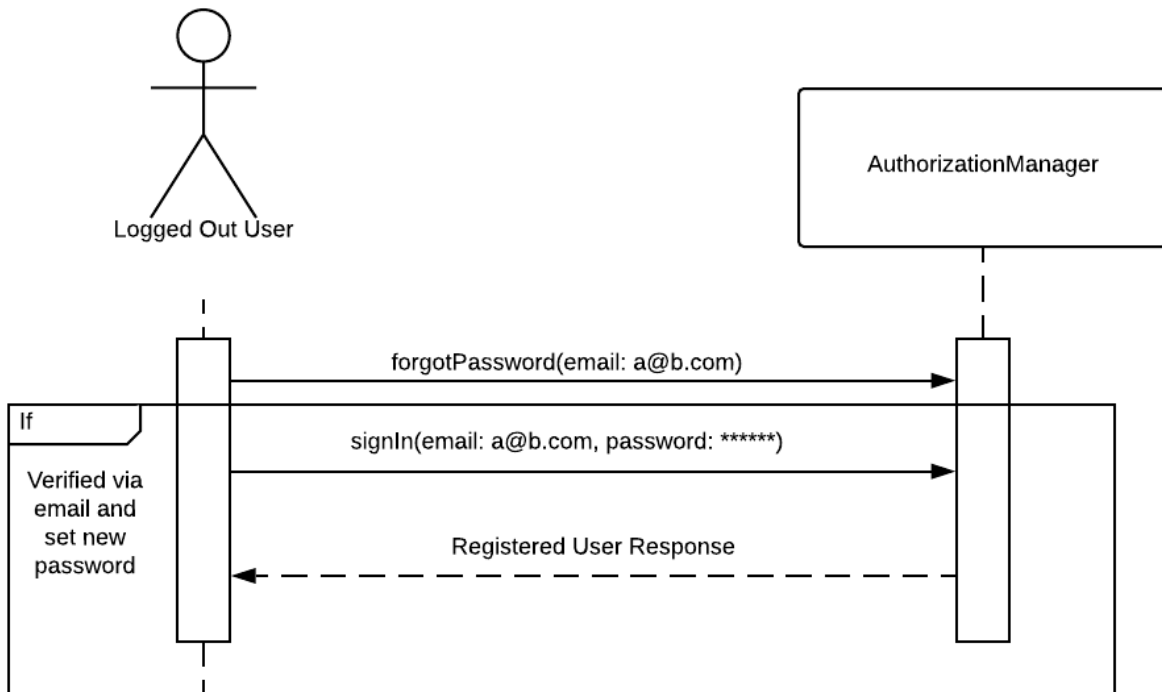 Logged Out User
AuthorizationManager
forgotPassword(email: a@b.com)
If
signIn(email: a@b.com, password: ******)
Verified via
email and
set new
password
Registered User Response